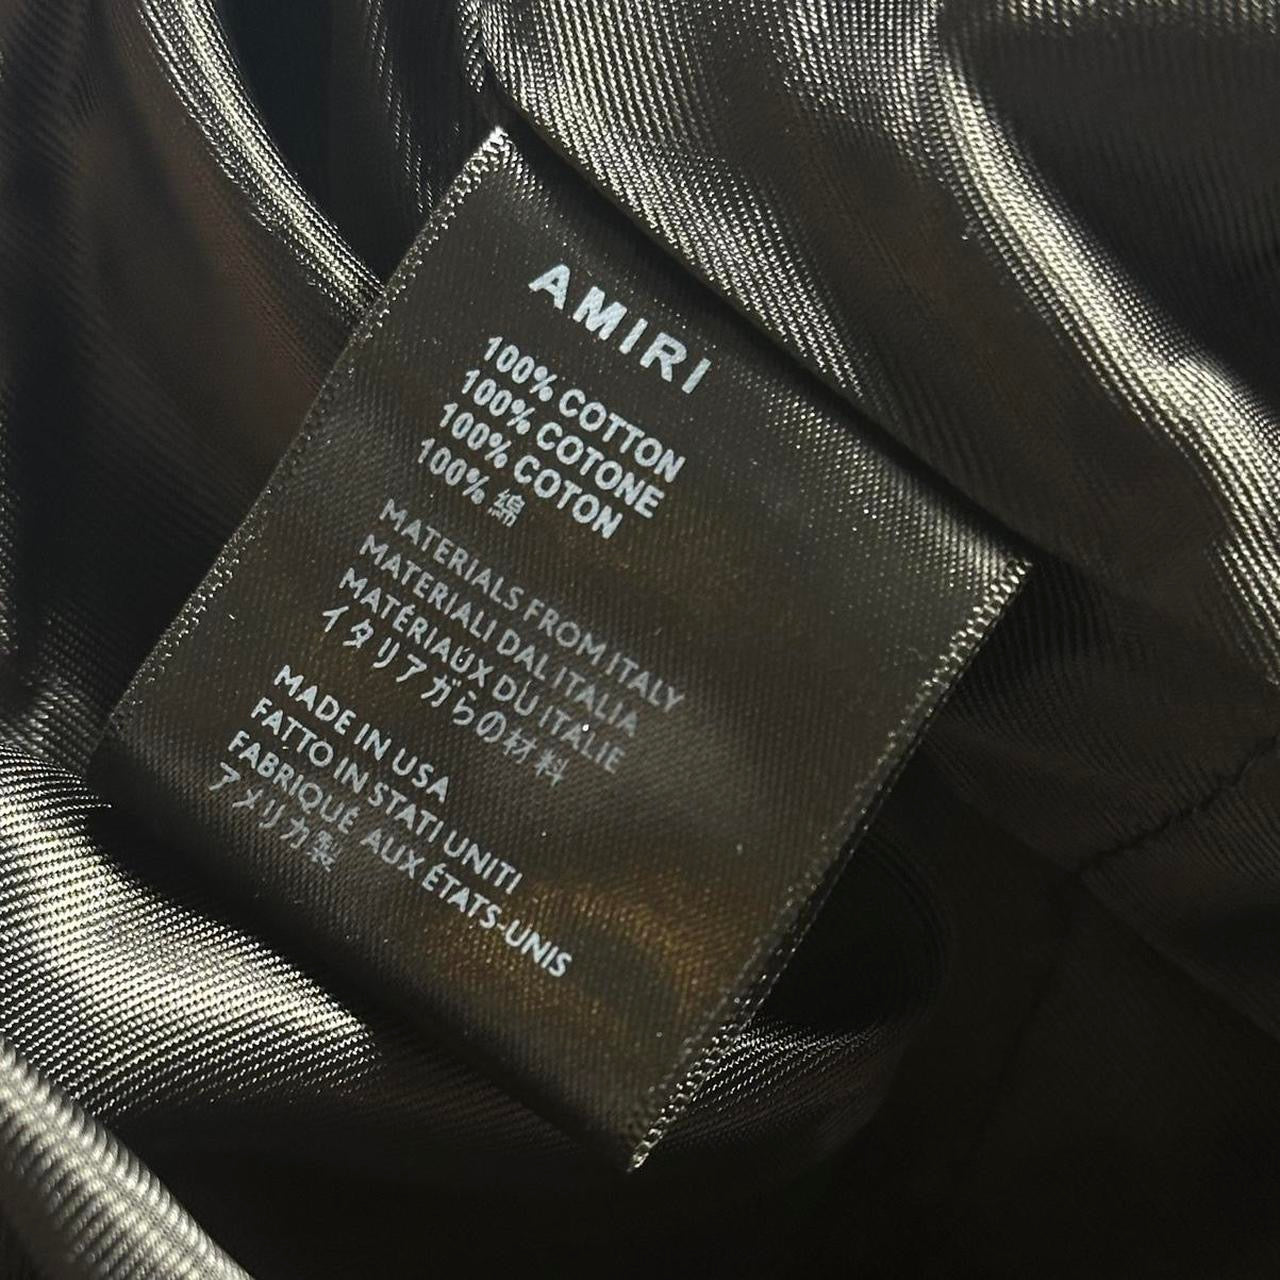 AMIRI
100% COTTON
100% COTONE
100% COTON
100% 綿
MATERIALS FROM ITALY
MATERIALI DAL ITALIA
MATÉRIAUX DU ITALIE
イタリアガらの材料
MADE IN USA
FATTO IN STATI UNITI
FABRIQUÉ AUX ÉTATS-UNIS
アメリカ製